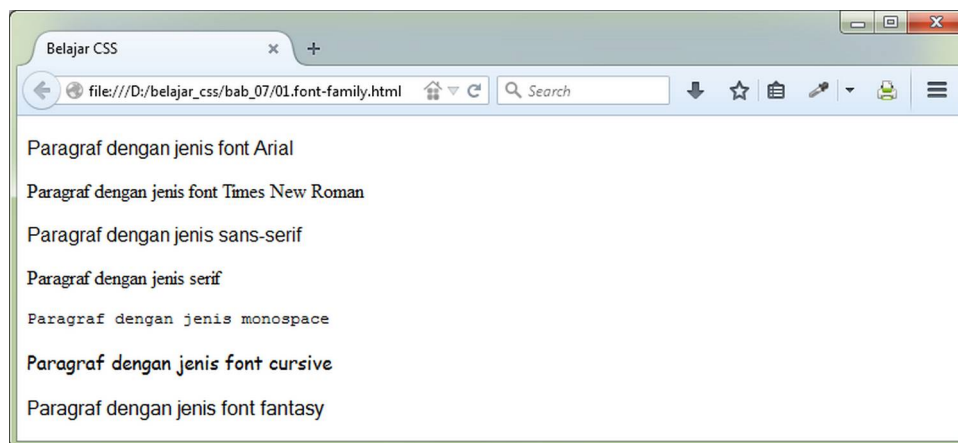 Belajar CSS
file:///D:/belajar_css/bab_07/01.font-family.html
Search
Paragraf dengan jenis font Arial
Paragraf dengan jenis font Times New Roman
Paragraf dengan jenis sans-serif
Paragraf dengan jenis serif
Paragraf dengan jenis monospace
Paragraf dengan jenis font cursive
Paragraf dengan jenis font fantasy